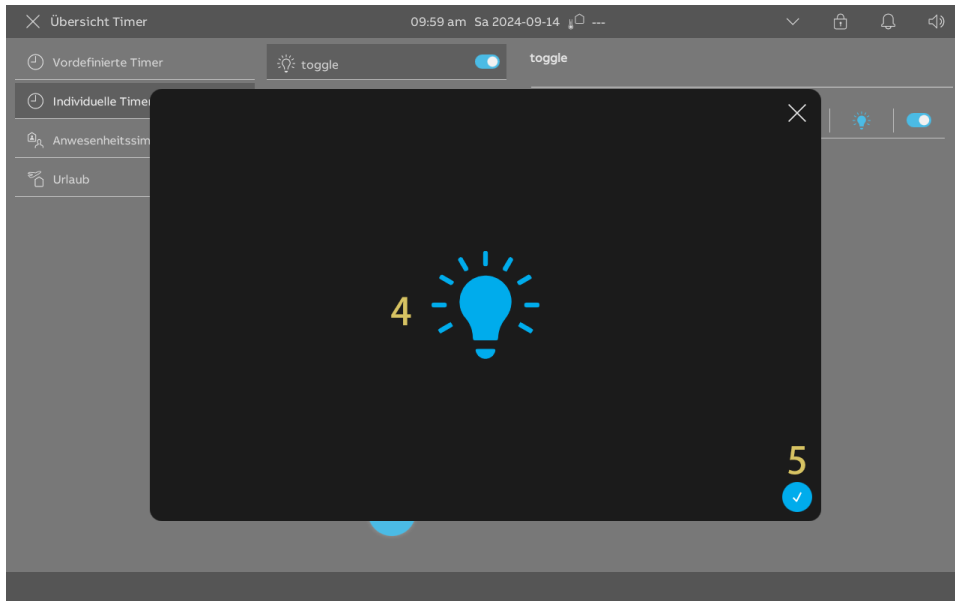 Übersicht Timer
09:59 am Sa 2024-09-14 ---
Vordefinierte Timer
toggle
toggle
Individuelle Timer
Anwesenheitssim
Urlaub
4
5